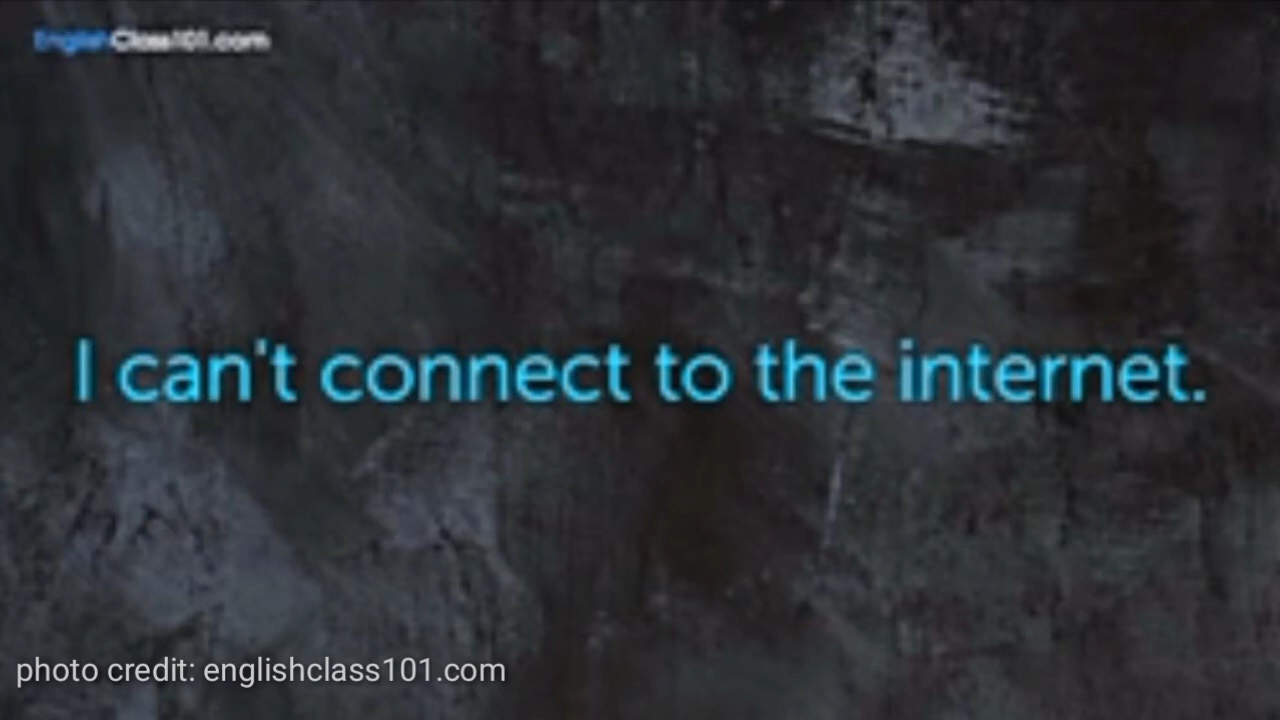 EnglishClass101.com
I can't connect to the internet.
photo credit: englishclass101.com